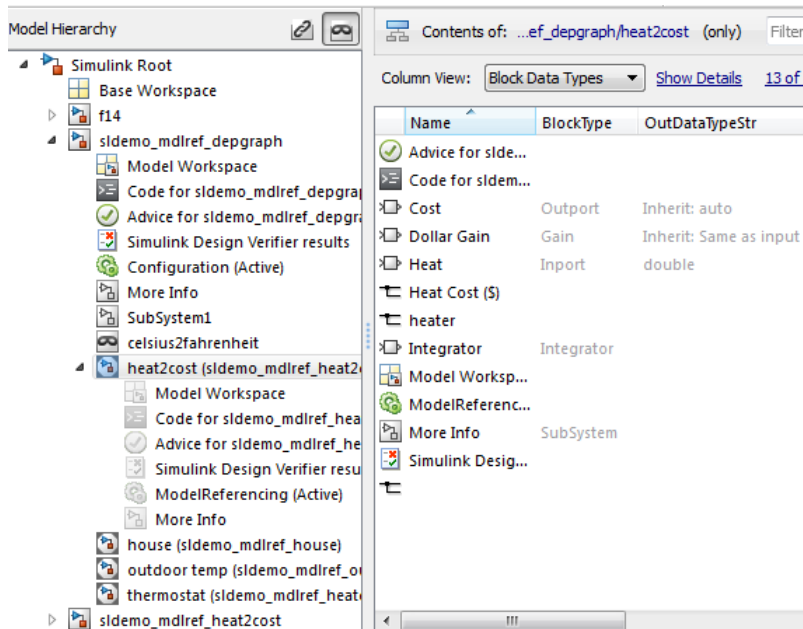 Model Hierarchy
Simulink Root
Base Workspace
f14
sldemo_mdlref_depgraph
Model Workspace
Code for sldemo_mdlref_depgra
Advice for sldemo_mdlref_depgra
Simulink Design Verifier results
Configuration (Active)
More Info
SubSystem1
celsius2fahrenheit
heat2cost (sldemo_mdlref_heat2
Model Workspace
Code for sldemo_mdlref_hea
Advice for sldemo_mdlref_he
Simulink Design Verifier resu
ModelReferencing (Active)
More Info
house (sldemo_mdlref_house)
outdoor temp (sldemo_mdlref_o
thermostat (sldemo_mdlref_heat
sldemo_mdlref_heat2cost
Contents of: ...ef_depgraph/heat2cost (only) Filter
Column View: Block Data Types Show Details 13 of
Name BlockType OutDataTypeStr
Advice for slde...
Code for sldem...
Cost Outport Inherit: auto
Dollar Gain Gain Inherit: Same as input
Heat Inport double
Heat Cost ($)
heater
Integrator Integrator
Model Worksp...
ModelReferenc...
More Info SubSystem
Simulink Desig...